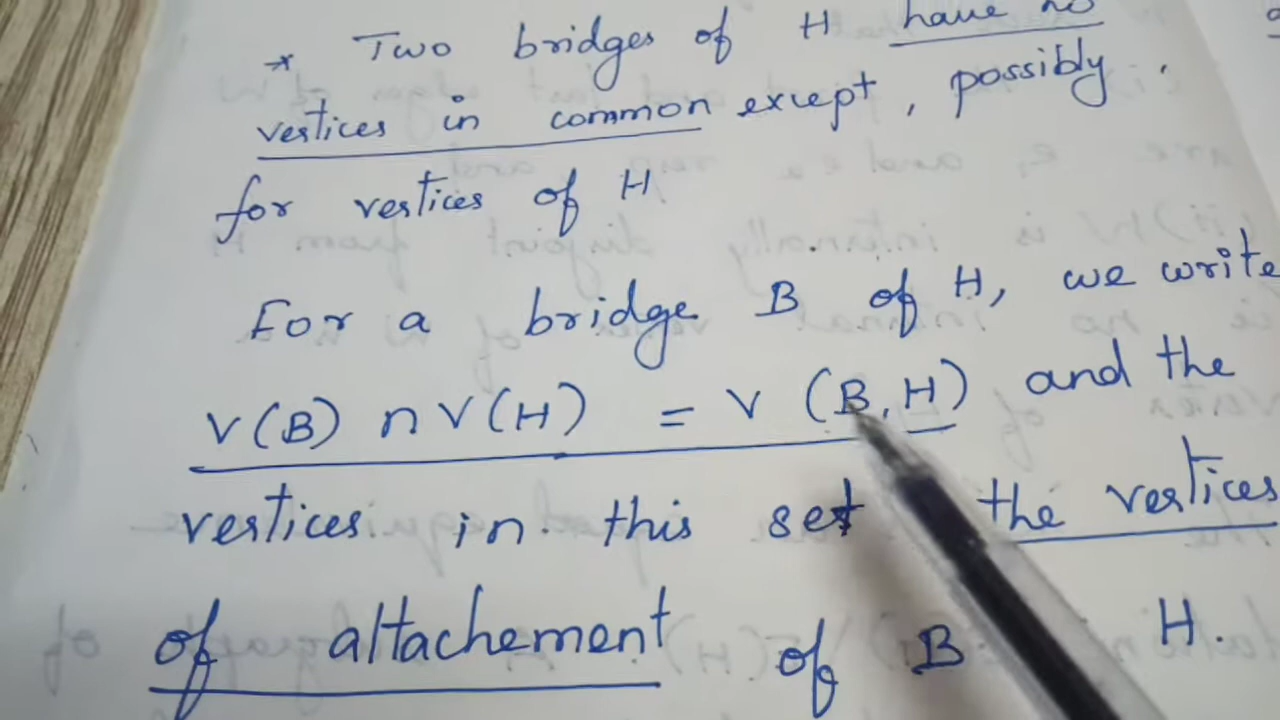 * Two bridges of H have no
vertices in common except, possibly
for vertices of H
For a bridge B of H, we write
V(B) ∩ V(H) = V (B, H) and the
vertices in this set the vertices
of attachement of B H.